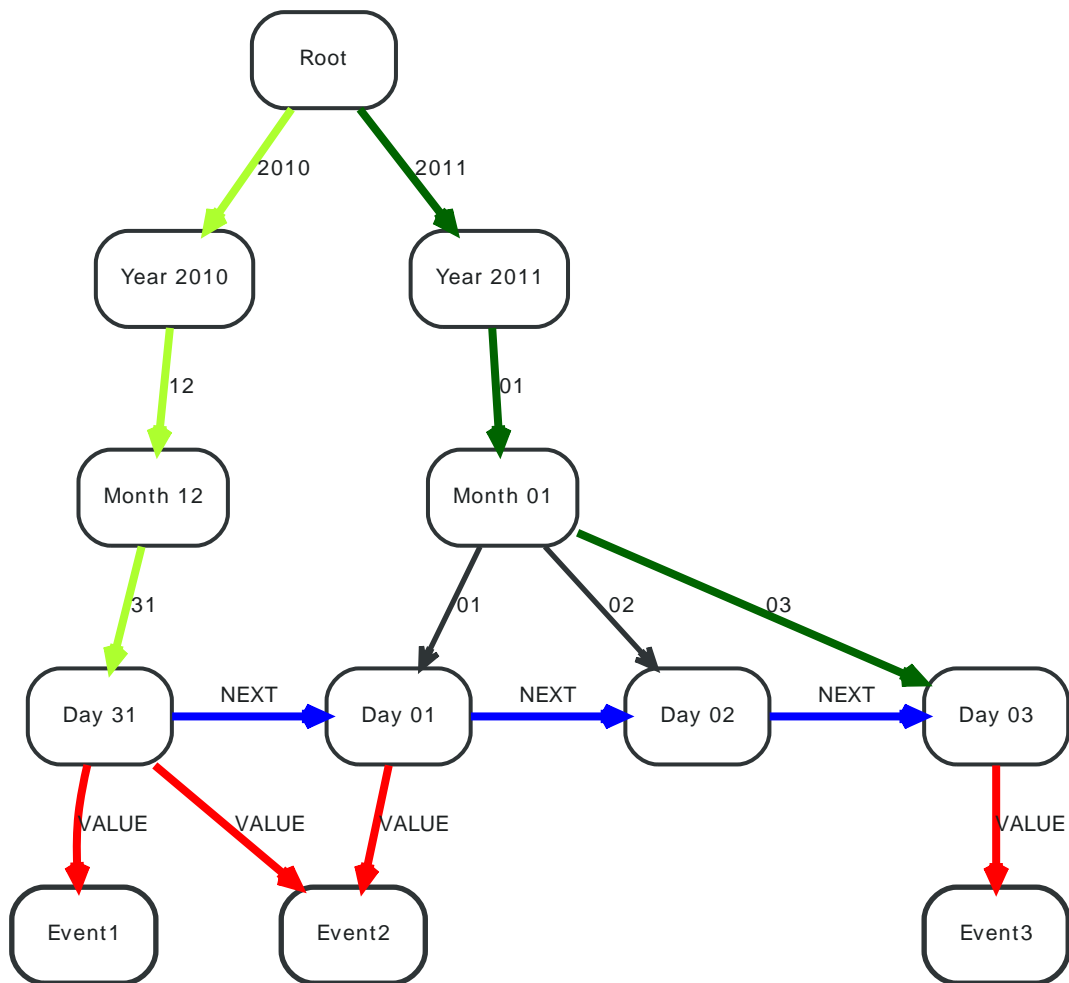 Root
2010
2011
Year 2010
Year 2011
12
01
Month 12
Month 01
31
01
02
03
Day 31
NEXT
Day 01
NEXT
Day 02
NEXT
Day 03
VALUE
VALUE
VALUE
VALUE
Event1
Event2
Event3